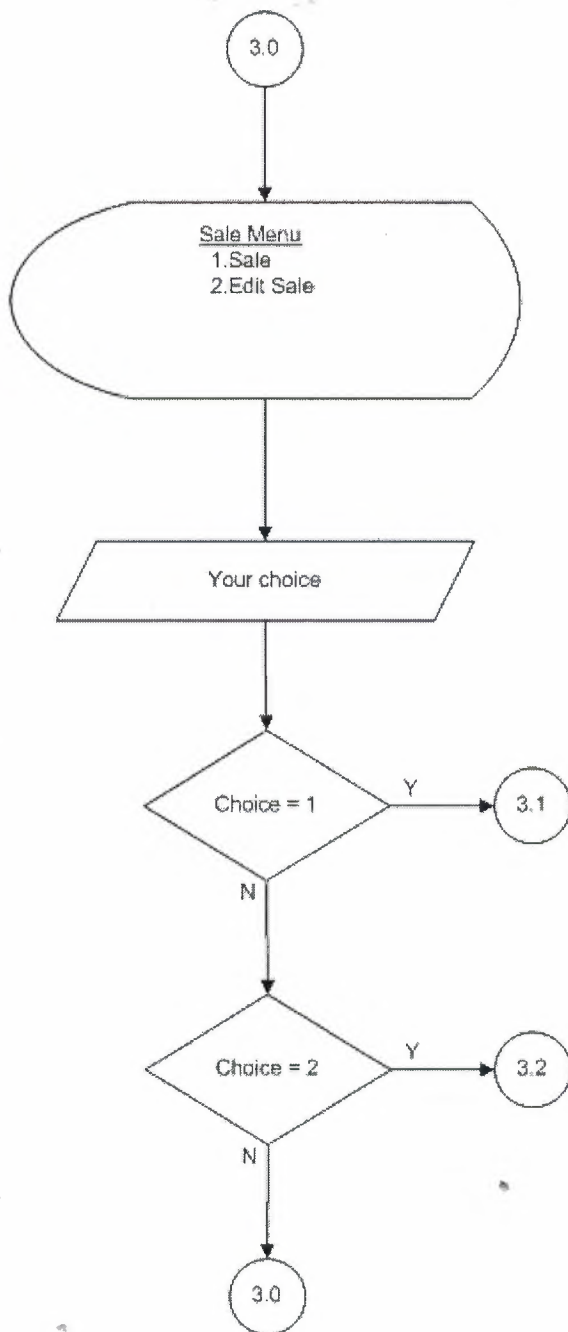 3.0
Sale Menu
1.Sale
2.Edit Sale
Your choice
Choice = 1
Y
3.1
N
Choice = 2
Y
3.2
N
3.0